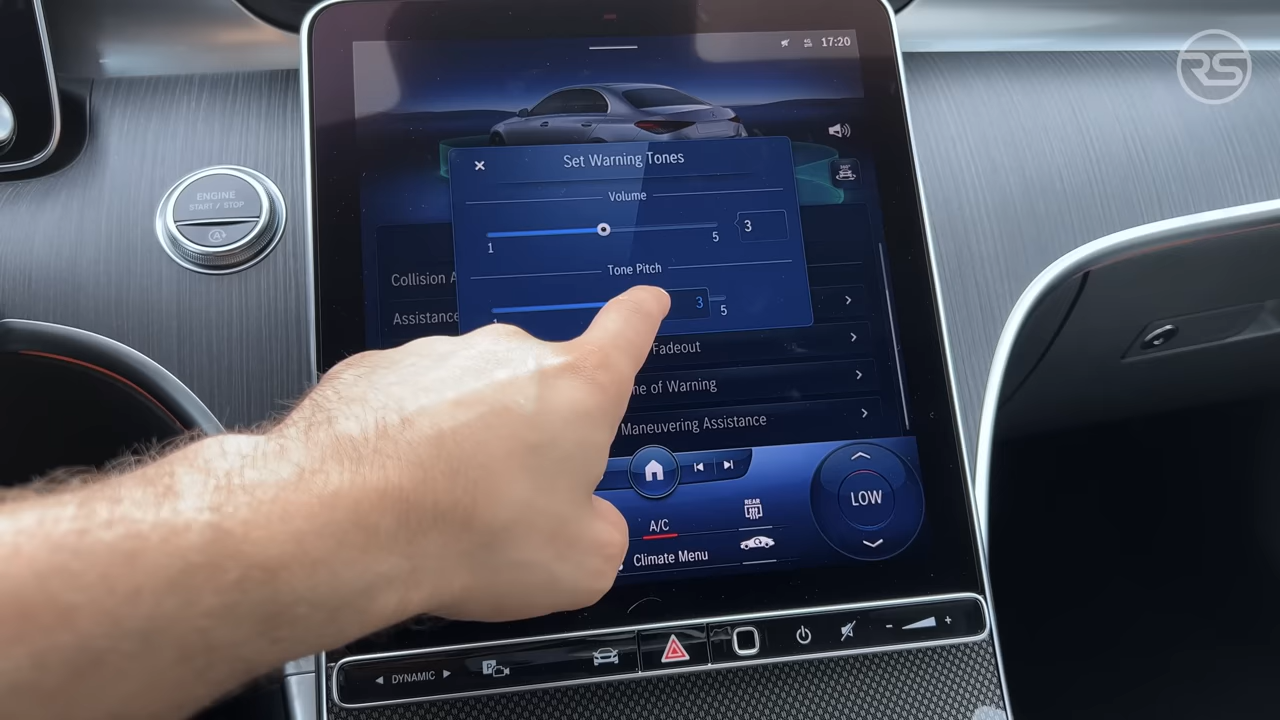 RS
17:20
ENGINE
START / STOP
A
Set Warning Tones
Volume
1
5
3
Tone Pitch
3
5
Collision
Assistance
Fadeout
of Warning
Maneuvering Assistance
REAR
A/C
LOW
Climate Menu
DYNAMIC
P
- +